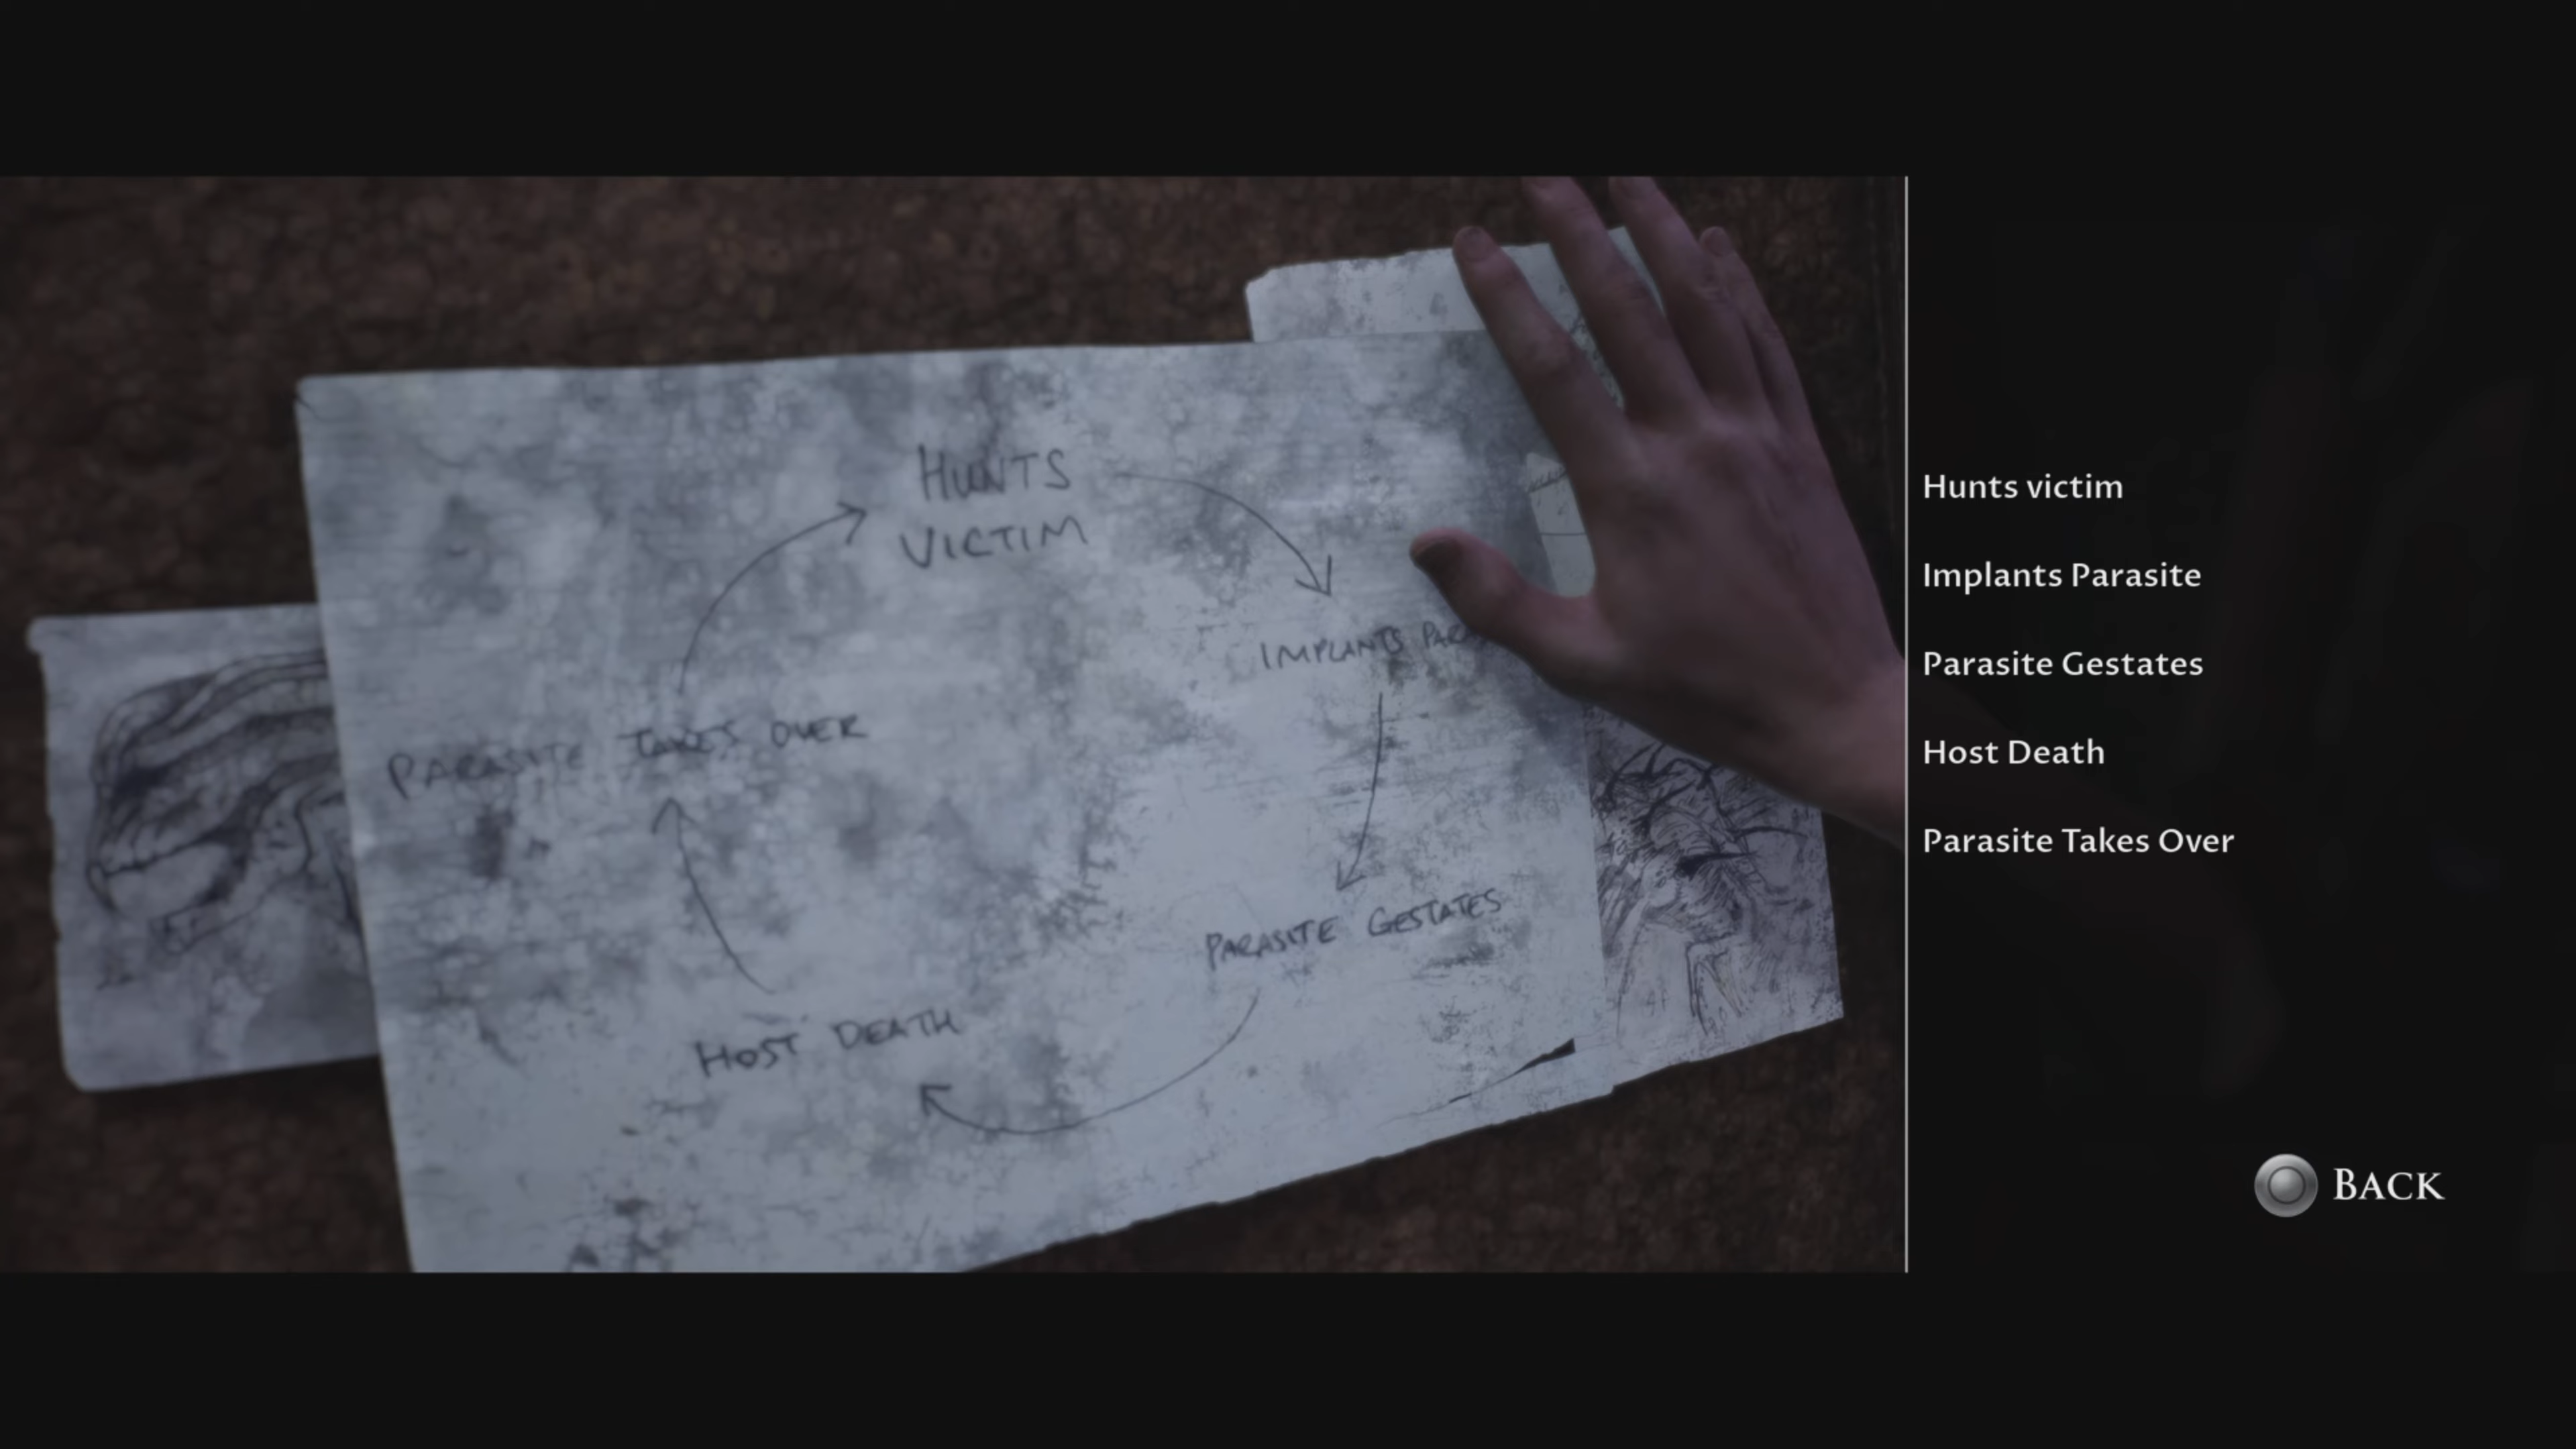 HUNTS
VICTIM
IMPLANTS PARA
PARASITE TAKES OVER
PARASITE GESTATES
HOST DEATH
Hunts victim
Implants Parasite
Parasite Gestates
Host Death
Parasite Takes Over
BACK